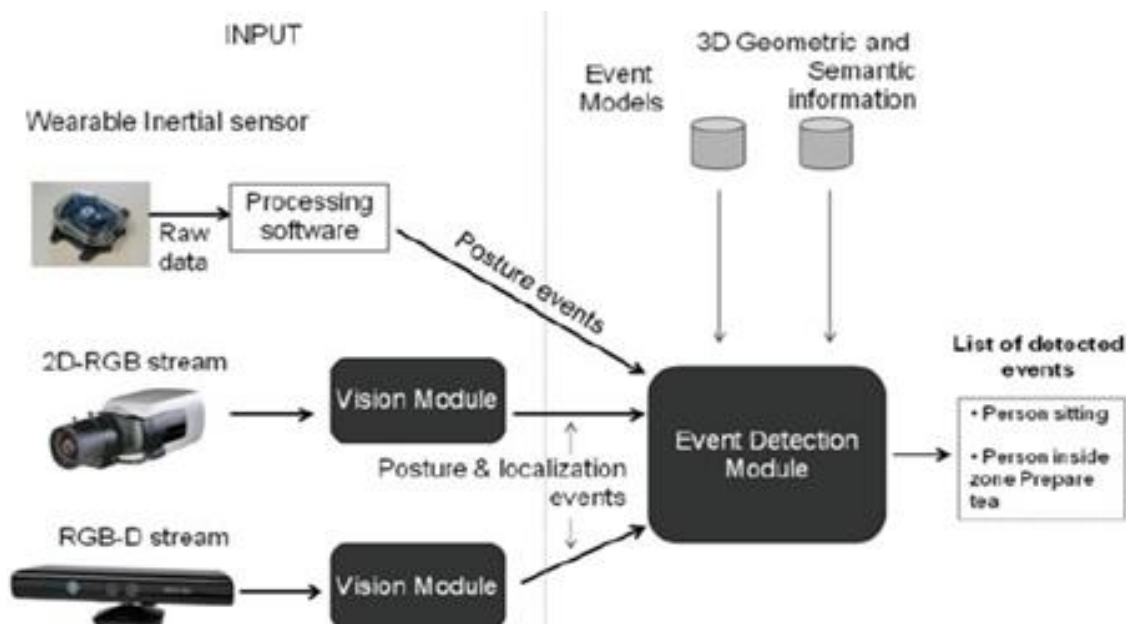 INPUT
Wearable Inertial sensor
Raw
data
Processing
software
Posture events
2D-RGB stream
Vision Module
Posture & localization
events
RGB-D stream
Vision Module
Event
Models
3D Geometric and
Semantic
information
Event Detection
Module
List of detected
events
• Person sitting
• Person inside
zone Prepare
tea